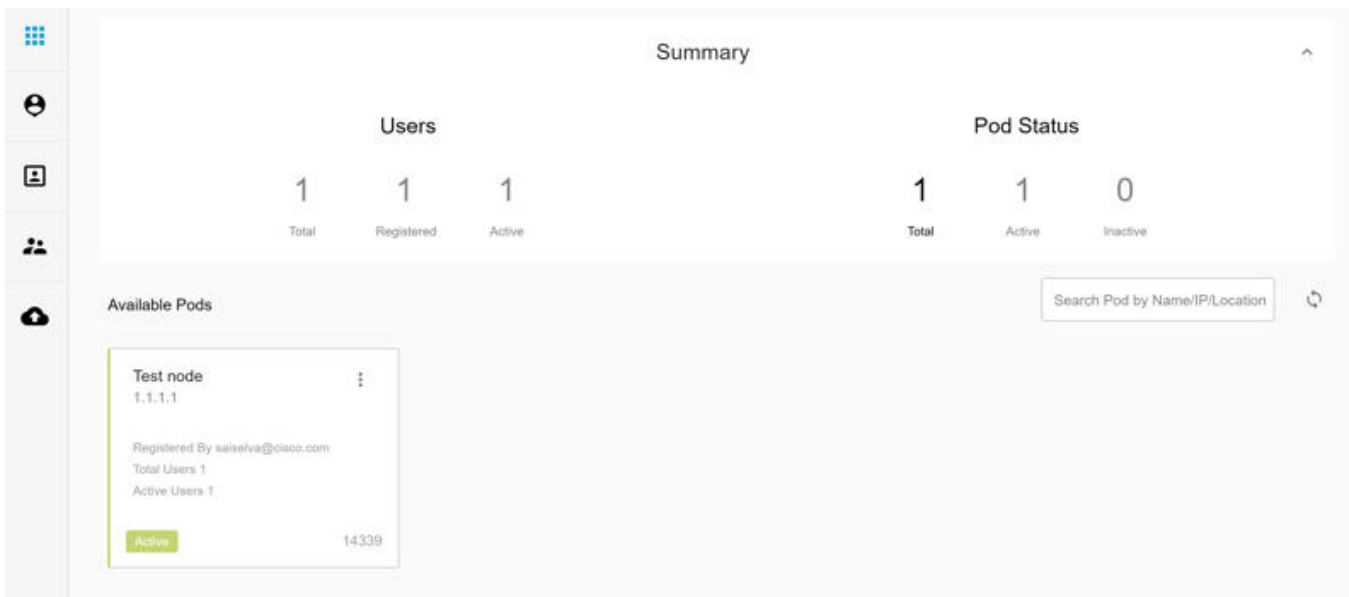 Summary
Users
Pod Status
1 1 1
Total Registered Active
1 1 0
Total Active Inactive
Available Pods
Search Pod by Name/IP/Location
Test node
1.1.1.1
Registered By saiselva@cisco.com
Total Users 1
Active Users 1
Active 14339